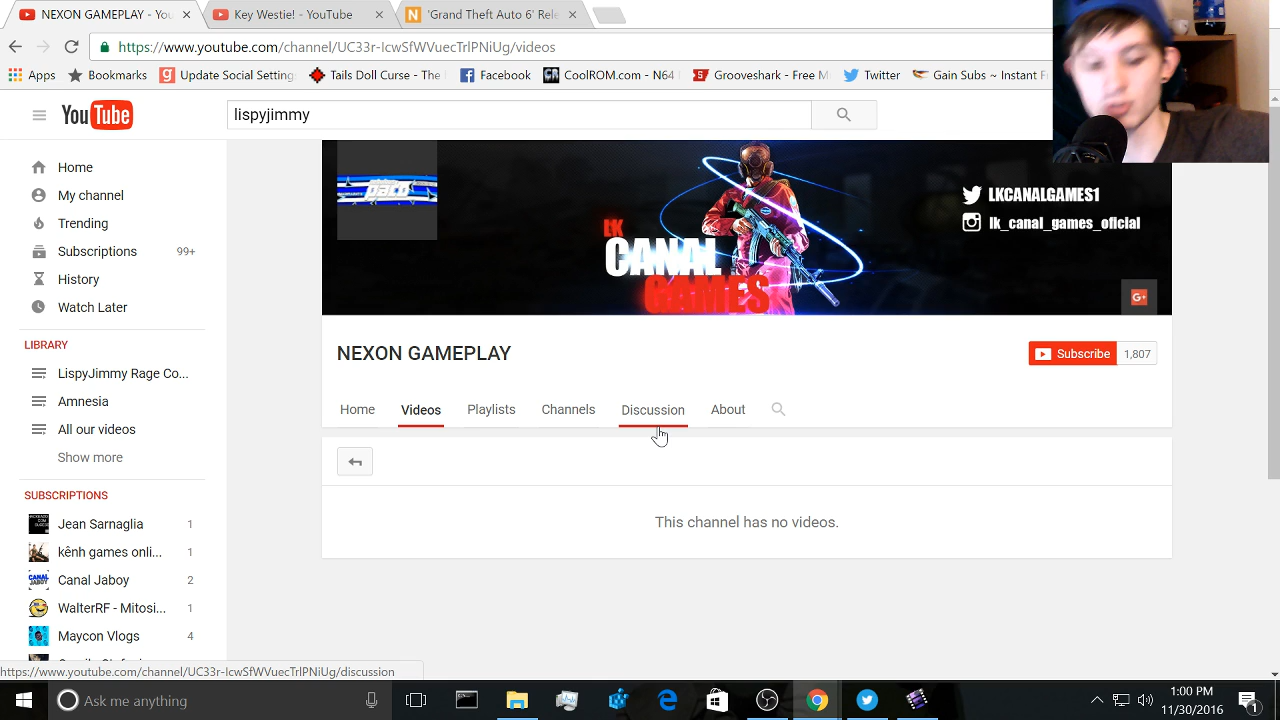 NEXON GAMEPLAY - You
Key Westie! - YouTube
N
'Grand Theft Auto 6' Rele
https://www.youtube.com/channel/UC33r-IcwSfWVuecTrlPNiUg/videos
Apps
Bookmarks
Update Social Setting
Tails Doll Curse - The
Facebook
CoolROM.com - N64
Grooveshark - Free M
Twitter
Gain Subs ~ Instant F
YouTube
lispyjimmy
Home
My channel
Trending
Subscriptions 99+
History
Watch Later
LIBRARY
LispyJimmy Rage Co...
Amnesia
All our videos
Show more
SUBSCRIPTIONS
Jean Sarnaglia 1
kênh games onli... 1
Canal Jaboy 2
WalterRF - Mitosi... 1
Maycon Vlogs 4
LK
CANAL
GAMES
LKCANALGAMES1
lk_canal_games_oficial
G+
NEXON GAMEPLAY
Subscribe 1,807
Home Videos Playlists Channels Discussion About
This channel has no videos.
https://www.youtube.com/channel/UC33r-IcwSfWVuecTrlPNiUg/discussion
Ask me anything
1:00 PM
11/30/2016
1